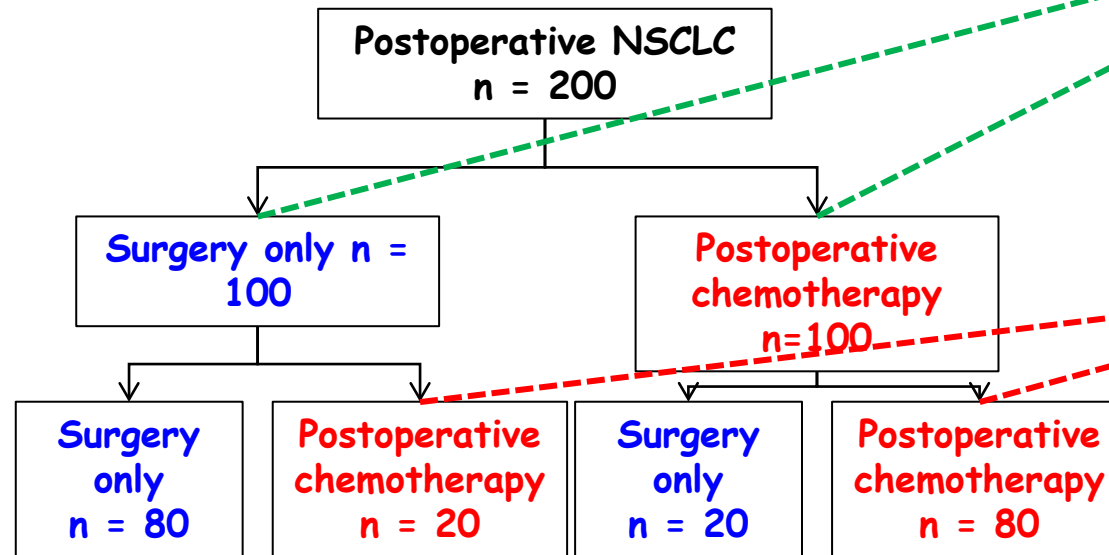 Postoperative NSCLC
n = 200
Surgery only n =
100
Postoperative
chemotherapy
n=100
Surgery
only
n = 80
Postoperative
chemotherapy
n = 20
Surgery
only
n = 20
Postoperative
chemotherapy
n = 80